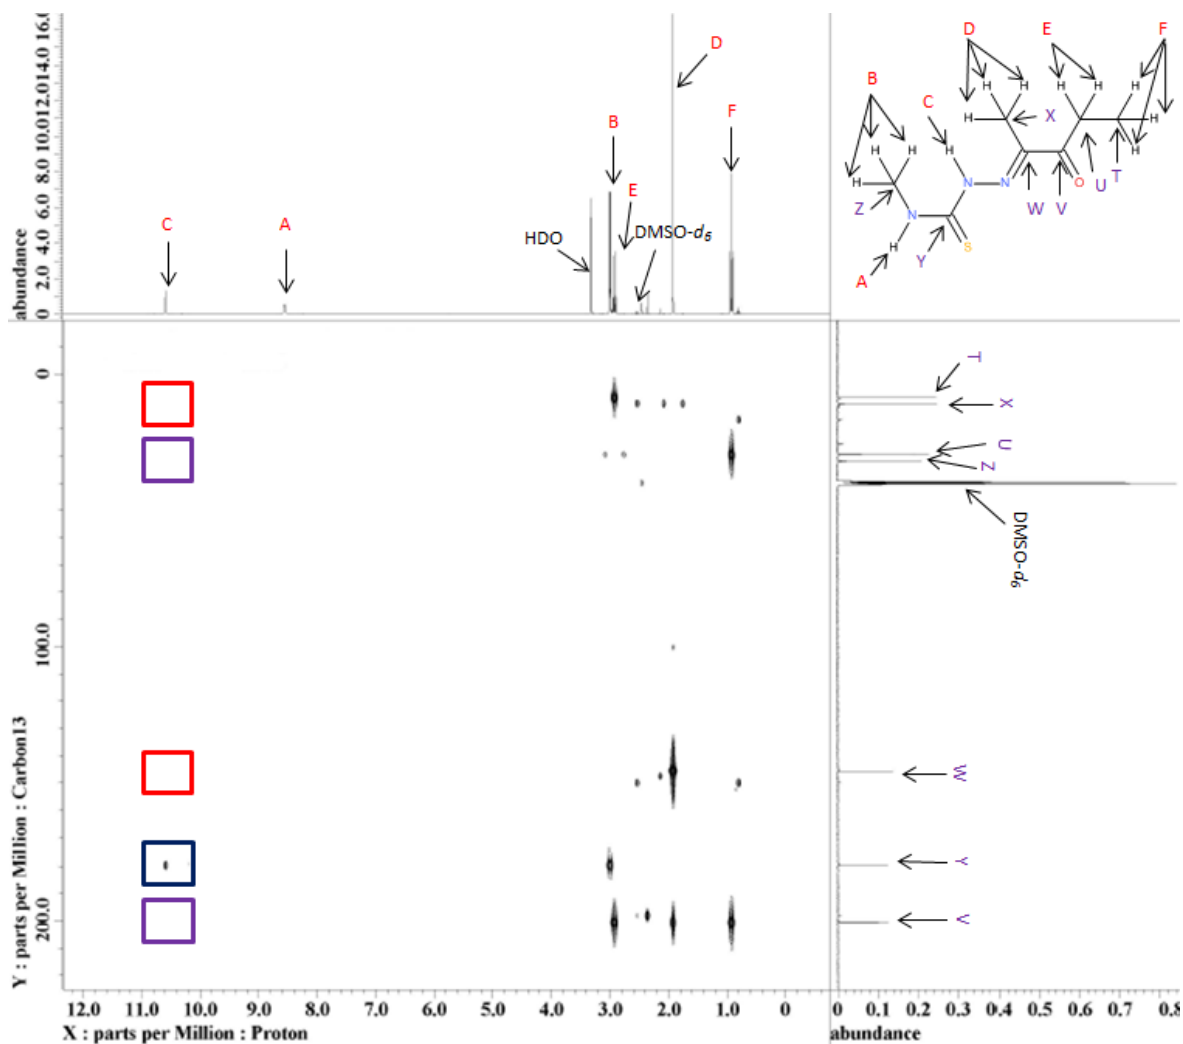 16.0
14.0
12.0
10.0
8.0
6.0
4.0
2.0
0
abundance
C
A
HDO
B
E
DMSO-d6
D
F
D
E
F
B
C
H
H
H
H
H
H
H
H
X
H
H
H
H
H
N
N
W
V
O
U
T
Z
N
Y
S
H
A
0
100.0
200.0
Y : parts per Million : Carbon13
T
X
U
Z
DMSO-d6
W
Y
V
12.0 11.0 10.0 9.0 8.0 7.0 6.0 5.0 4.0 3.0 2.0 1.0 0
X : parts per Million : Proton
0 0.1 0.2 0.3 0.4 0.5 0.6 0.7 0.8
abundance